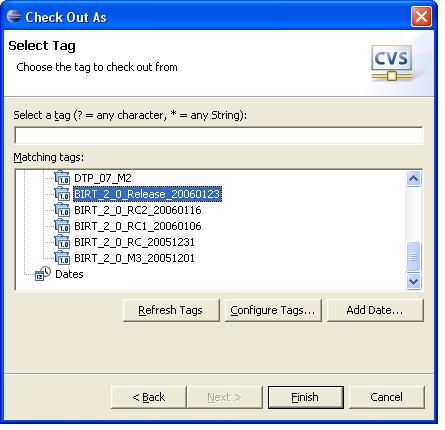 Check Out As
Select Tag
Choose the tag to check out from
CVS
Select a tag (? = any character, * = any String):
Matching tags:
DTP_07_M2
BIRT_2_0_Release_20060123
BIRT_2_0_RC2_20060116
BIRT_2_0_RC1_20060106
BIRT_2_0_RC_20051231
BIRT_2_0_M3_20051201
Dates
Refresh Tags Configure Tags... Add Date...
< Back Next > Finish Cancel